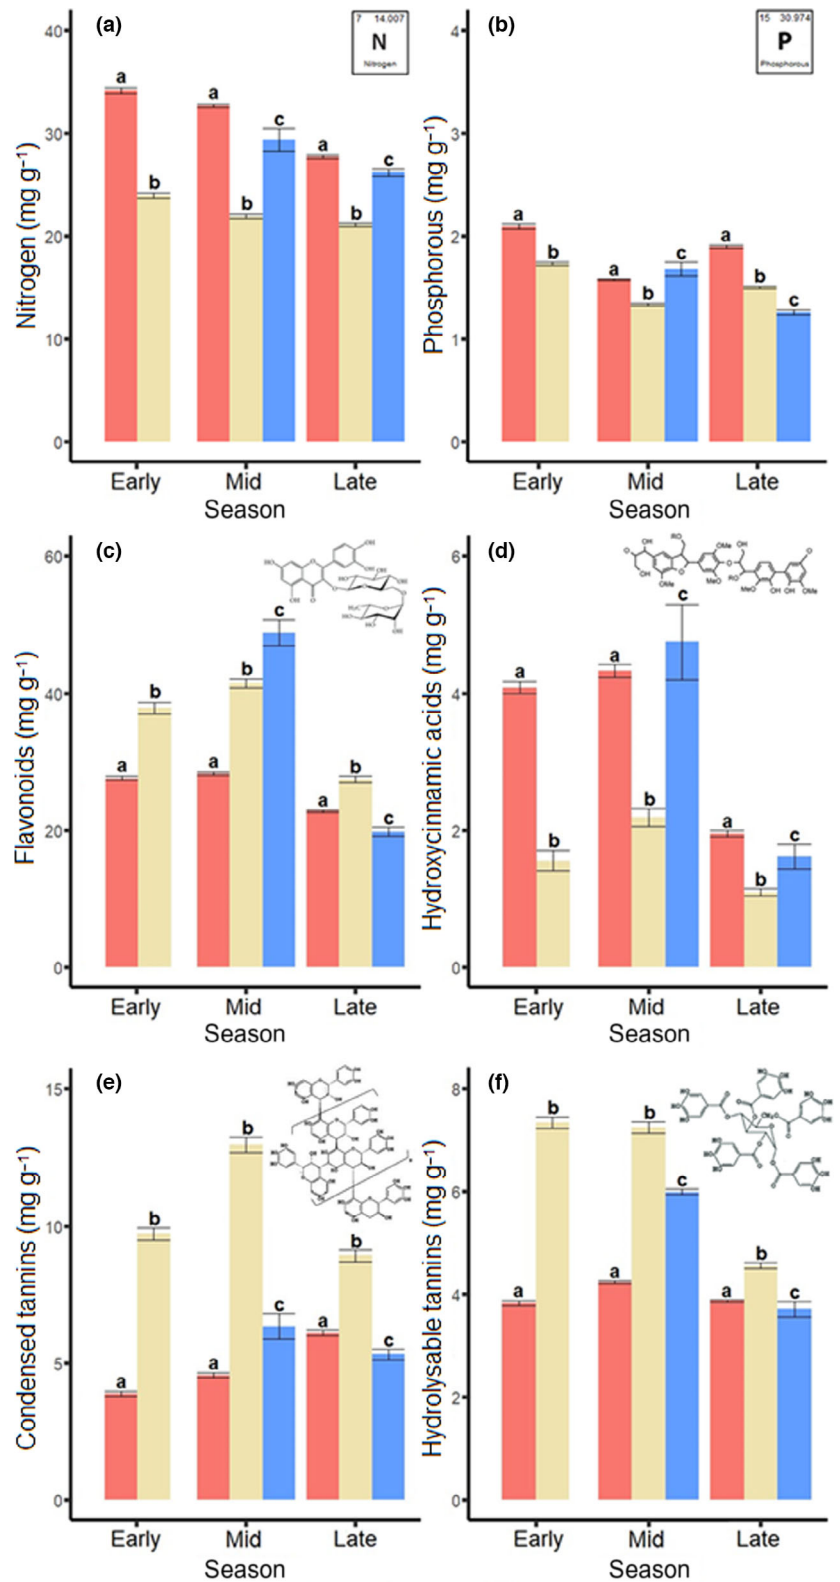 (a)
7 14.007
N
Nitrogen
40
30
20
10
0
Nitrogen (mg g⁻¹)
a
b
a
b
c
a
b
c
Early Mid Late
Season
(b)
15 30.974
P
Phosphorous
4
3
2
1
0
Phosphorous (mg g⁻¹)
a
b
a
b
c
a
b
c
Early Mid Late
Season
(c)
60
40
20
0
Flavonoids (mg g⁻¹)
a
b
a
b
c
a
b
c
Early Mid Late
Season
(d)
6
4
2
0
Hydroxycinnamic acids (mg g⁻¹)
a
b
a
b
c
a
b
c
Early Mid Late
Season
(e)
15
10
5
0
Condensed tannins (mg g⁻¹)
a
b
a
b
c
a
b
c
Early Mid Late
Season
(f)
8
6
4
2
0
Hydrolysable tannins (mg g⁻¹)
a
b
a
b
c
a
b
c
Early Mid Late
Season